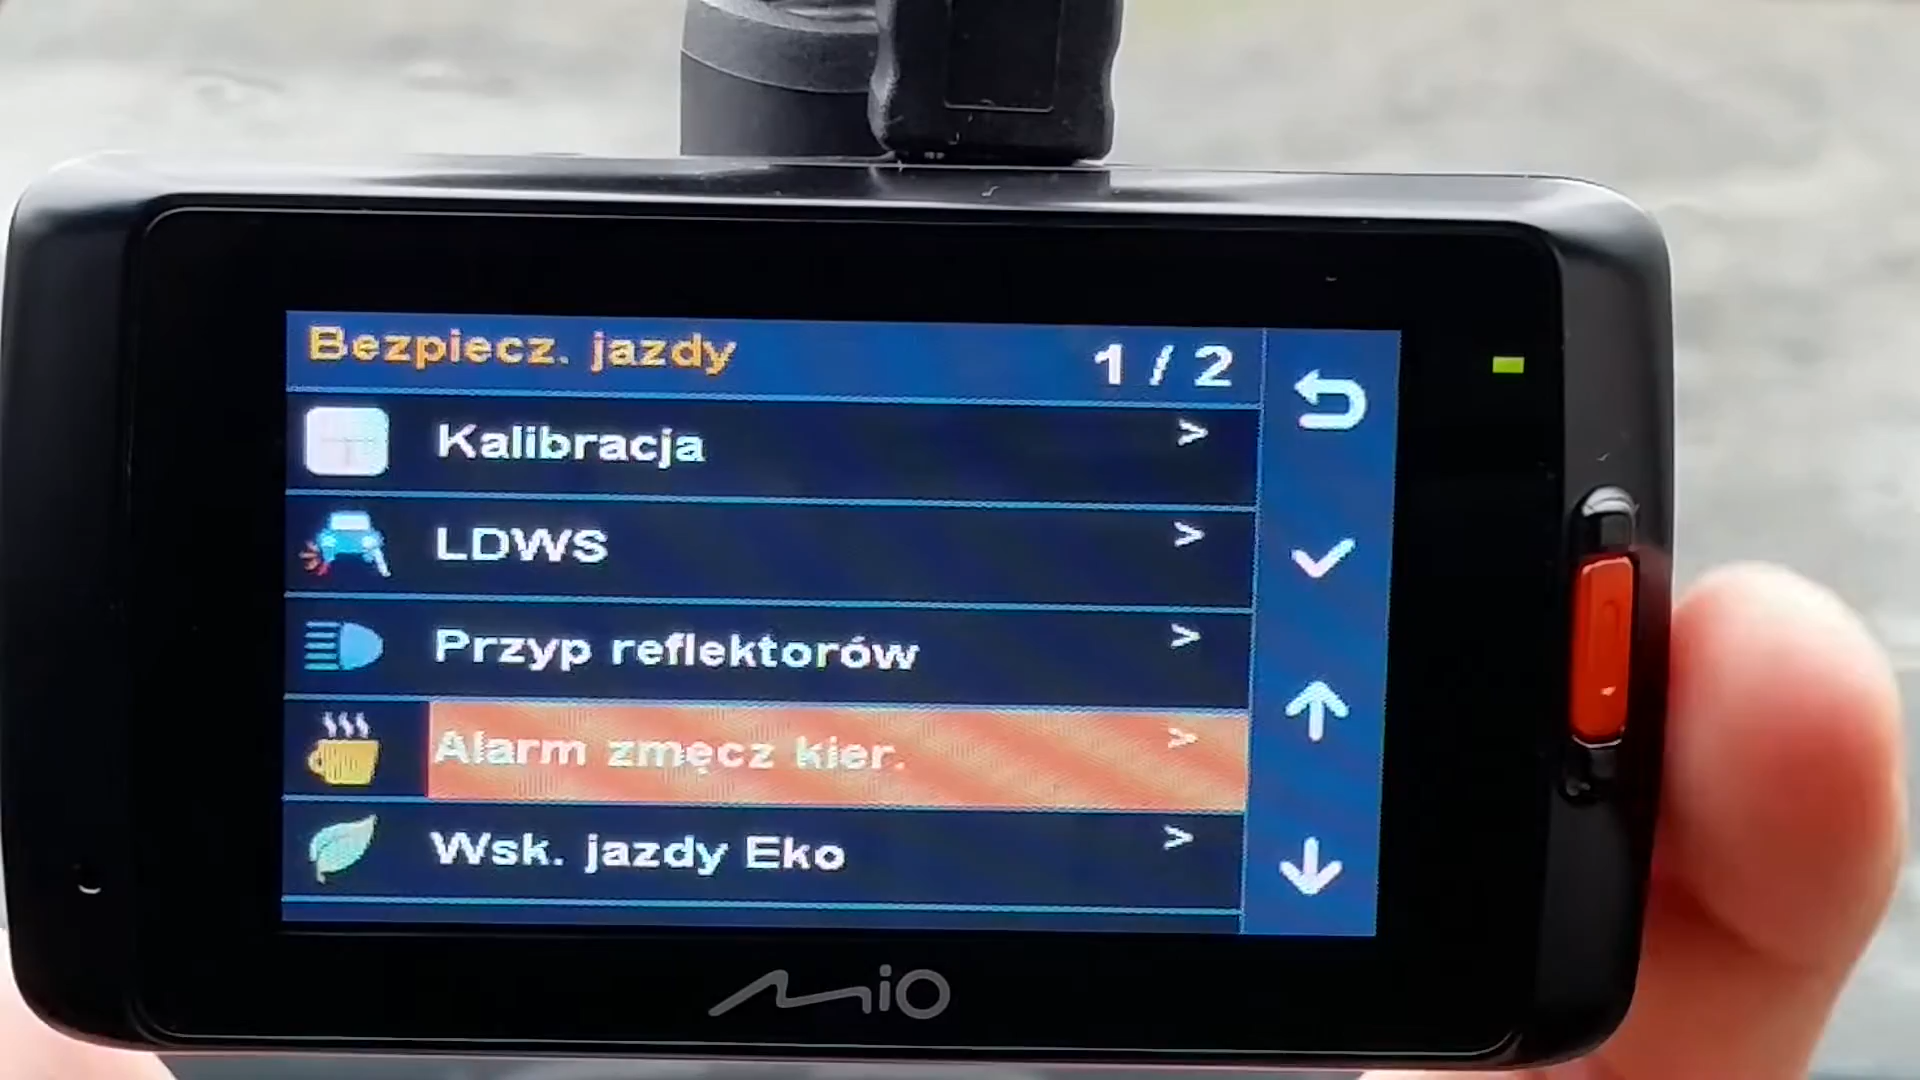 Bezpiecz. jazdy 1 / 2
Kalibracja >
LDWS >
Przyp reflektorów >
Alarm zmęcz kier. >
Wsk. jazdy Eko >
Mio